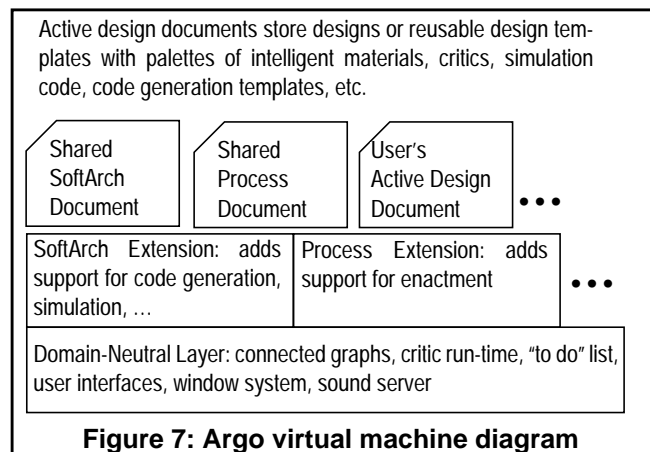 Active design documents store designs or reusable design tem-
plates with palettes of intelligent materials, critics, simulation
code, code generation templates, etc.
Shared
SoftArch
Document
Shared
Process
Document
User's
Active Design
Document
•••
SoftArch Extension: adds
support for code generation,
simulation, …
Process Extension: adds
support for enactment
•••
Domain-Neutral Layer: connected graphs, critic run-time, “to do” list,
user interfaces, window system, sound server
Figure 7: Argo virtual machine diagram